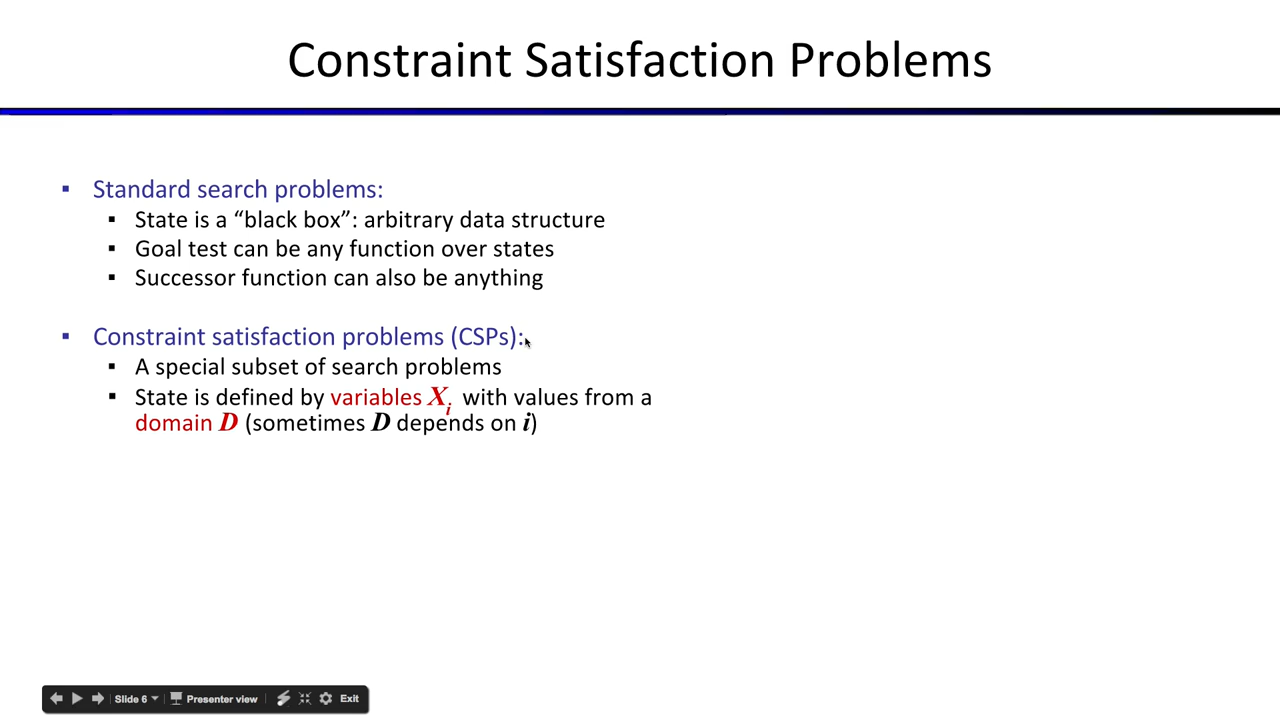 Constraint Satisfaction Problems
▪ Standard search problems:
▪ State is a “black box”: arbitrary data structure
▪ Goal test can be any function over states
▪ Successor function can also be anything
▪ Constraint satisfaction problems (CSPs):
▪ A special subset of search problems
▪ State is defined by variables Xi with values from a
domain D (sometimes D depends on i)
Slide 6 Presenter view Exit